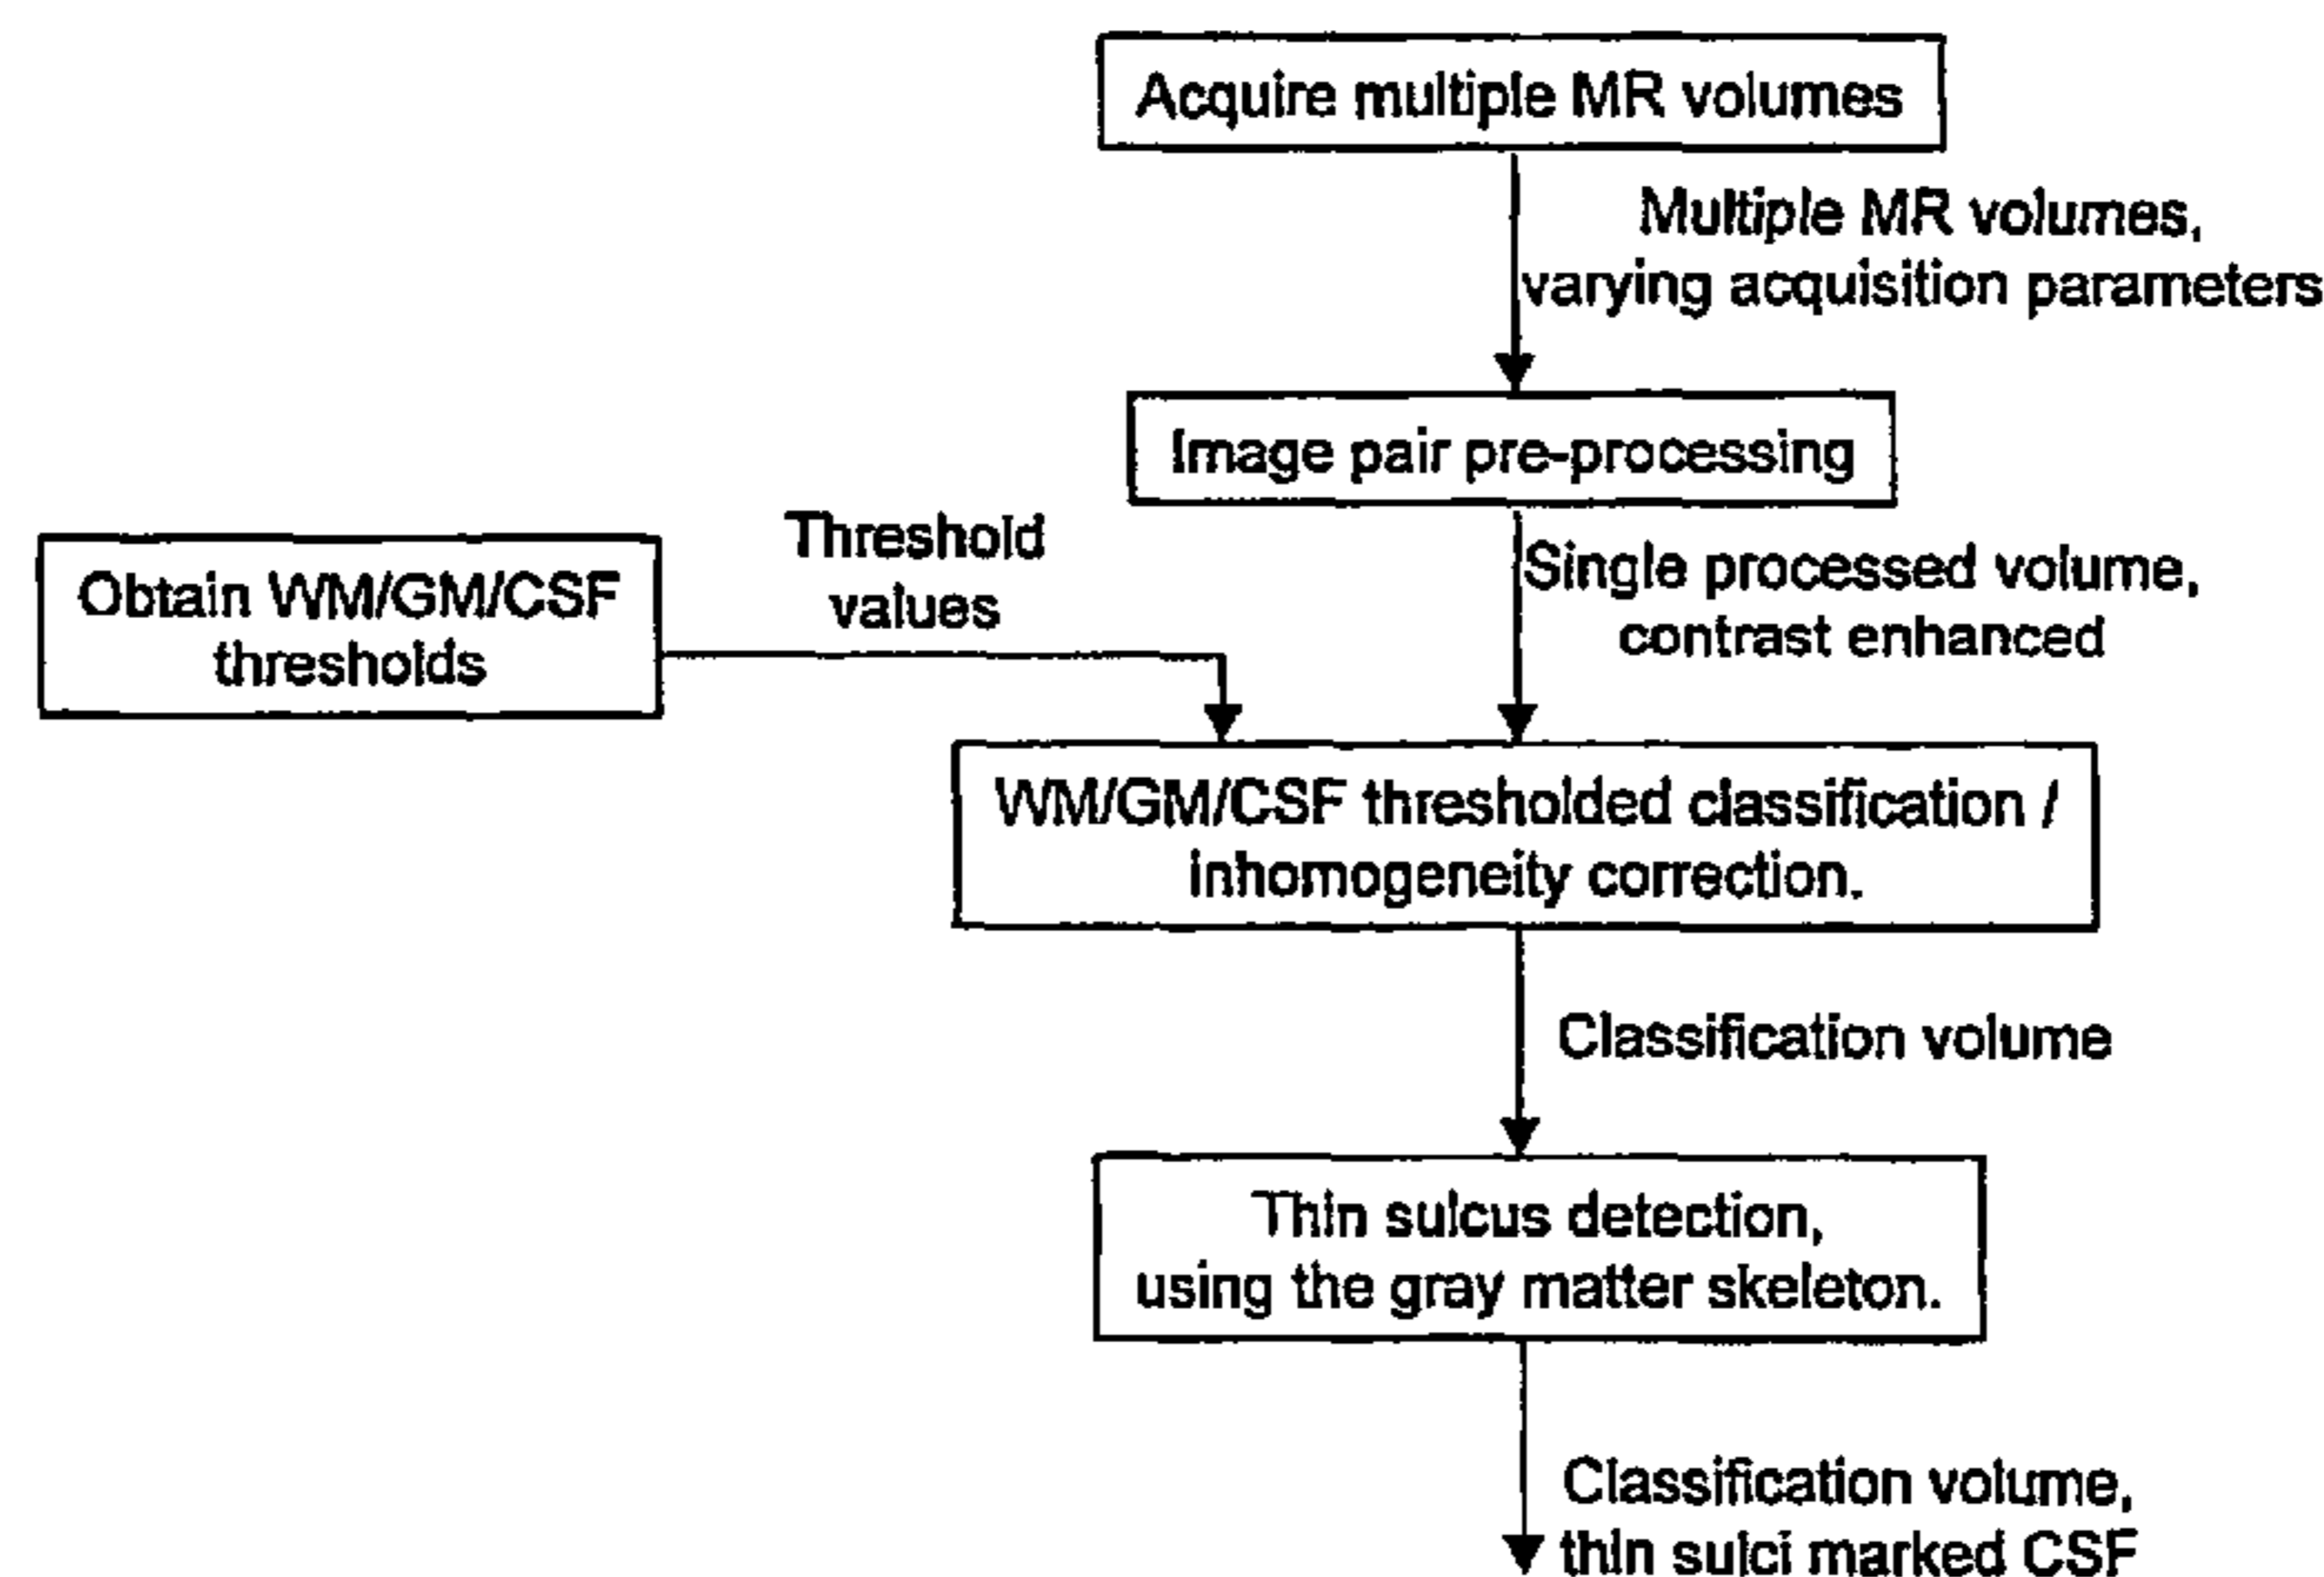 Acquire multiple MR volumes
Multiple MR volumes,
varying acquisition parameters
Image pair pre-processing
Single processed volume,
contrast enhanced
Obtain WM/GM/CSF
thresholds
Threshold
values
WM/GM/CSF thresholded classification /
inhomogeneity correction.
Classification volume
Thin sulcus detection,
using the gray matter skeleton.
Classification volume,
thin sulci marked CSF